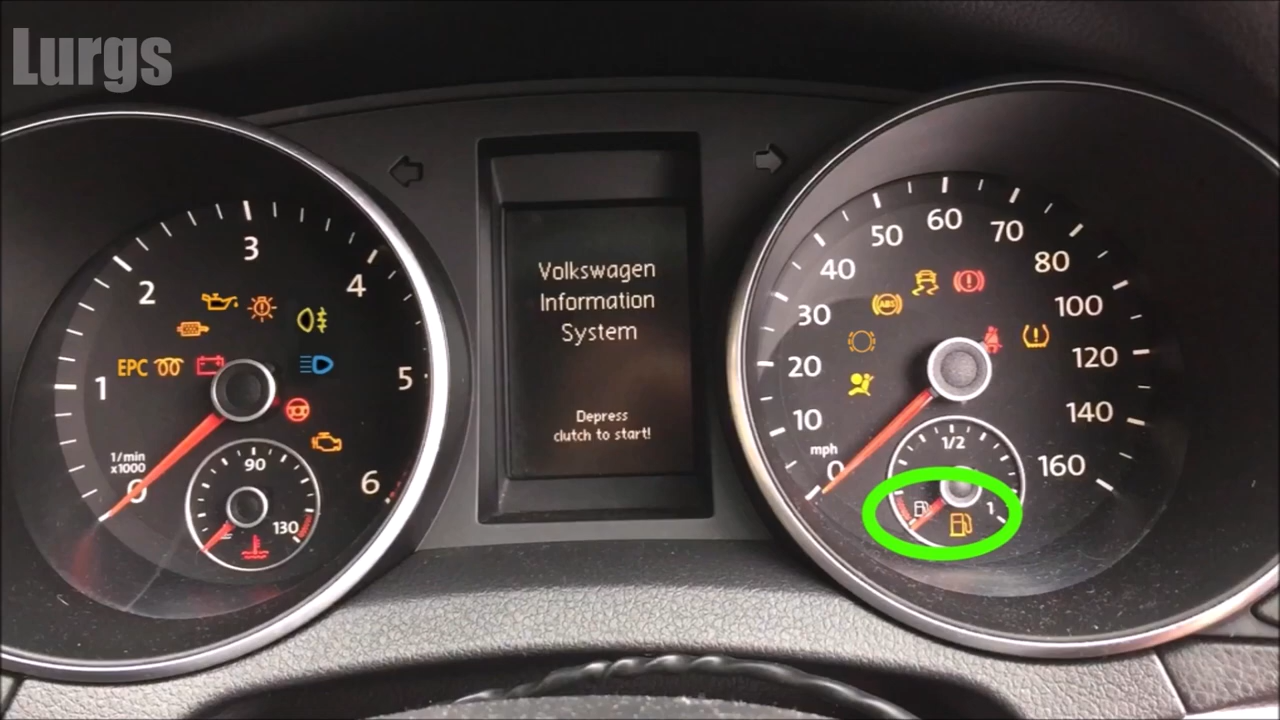 Lurgs
1
2
3
4
5
6
0
1/min
x1000
EPC
90
130
Volkswagen
Information
System
Depress
clutch to start!
0
10
20
30
40
50
60
70
80
100
120
140
160
mph
ABS
1/2
1